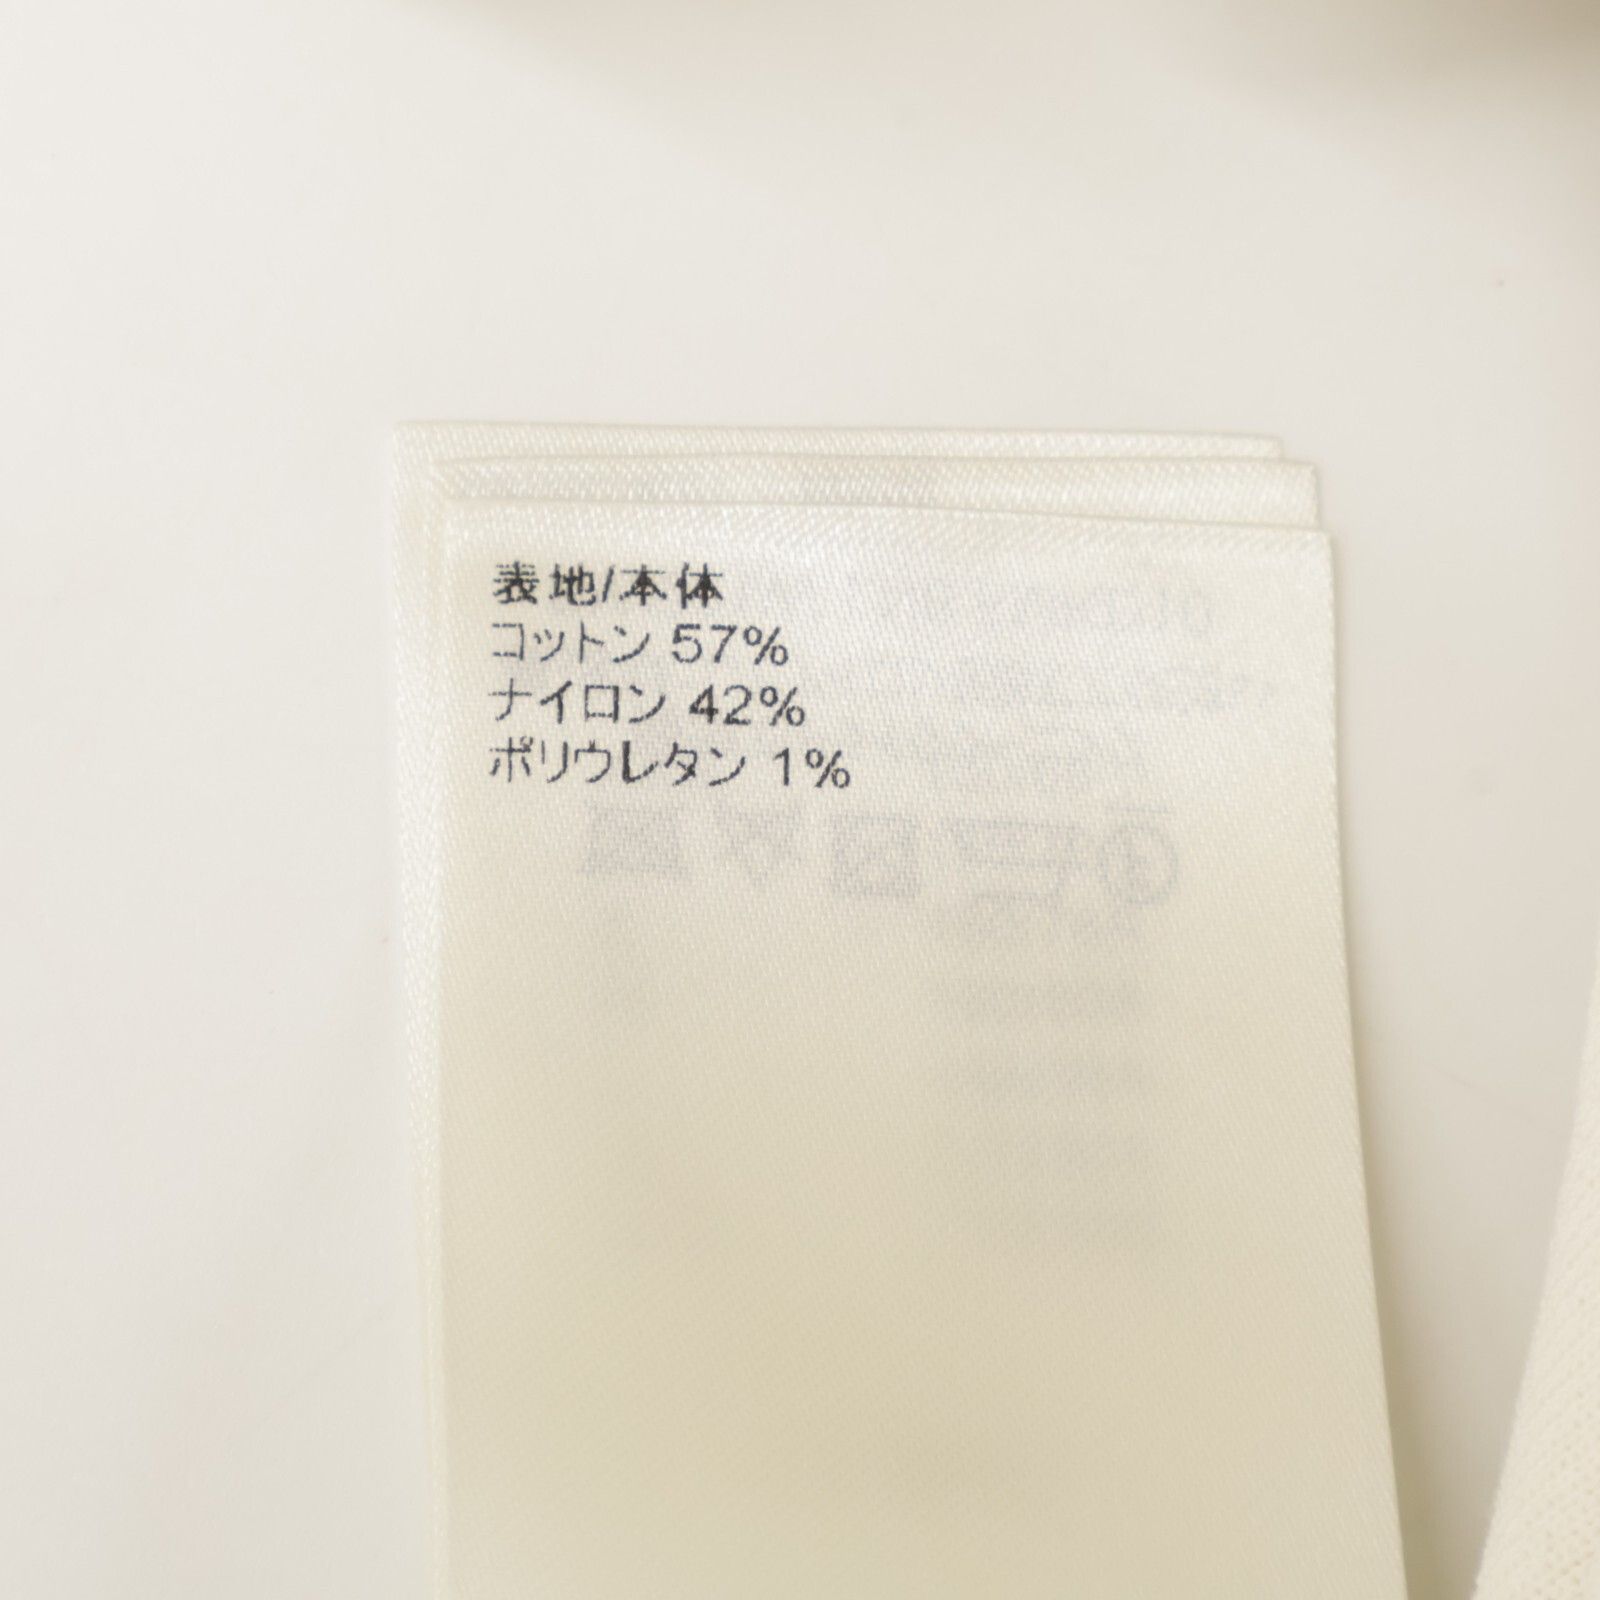 表地/本体
コットン 57%
ナイロン 42%
ポリウレタン 1%